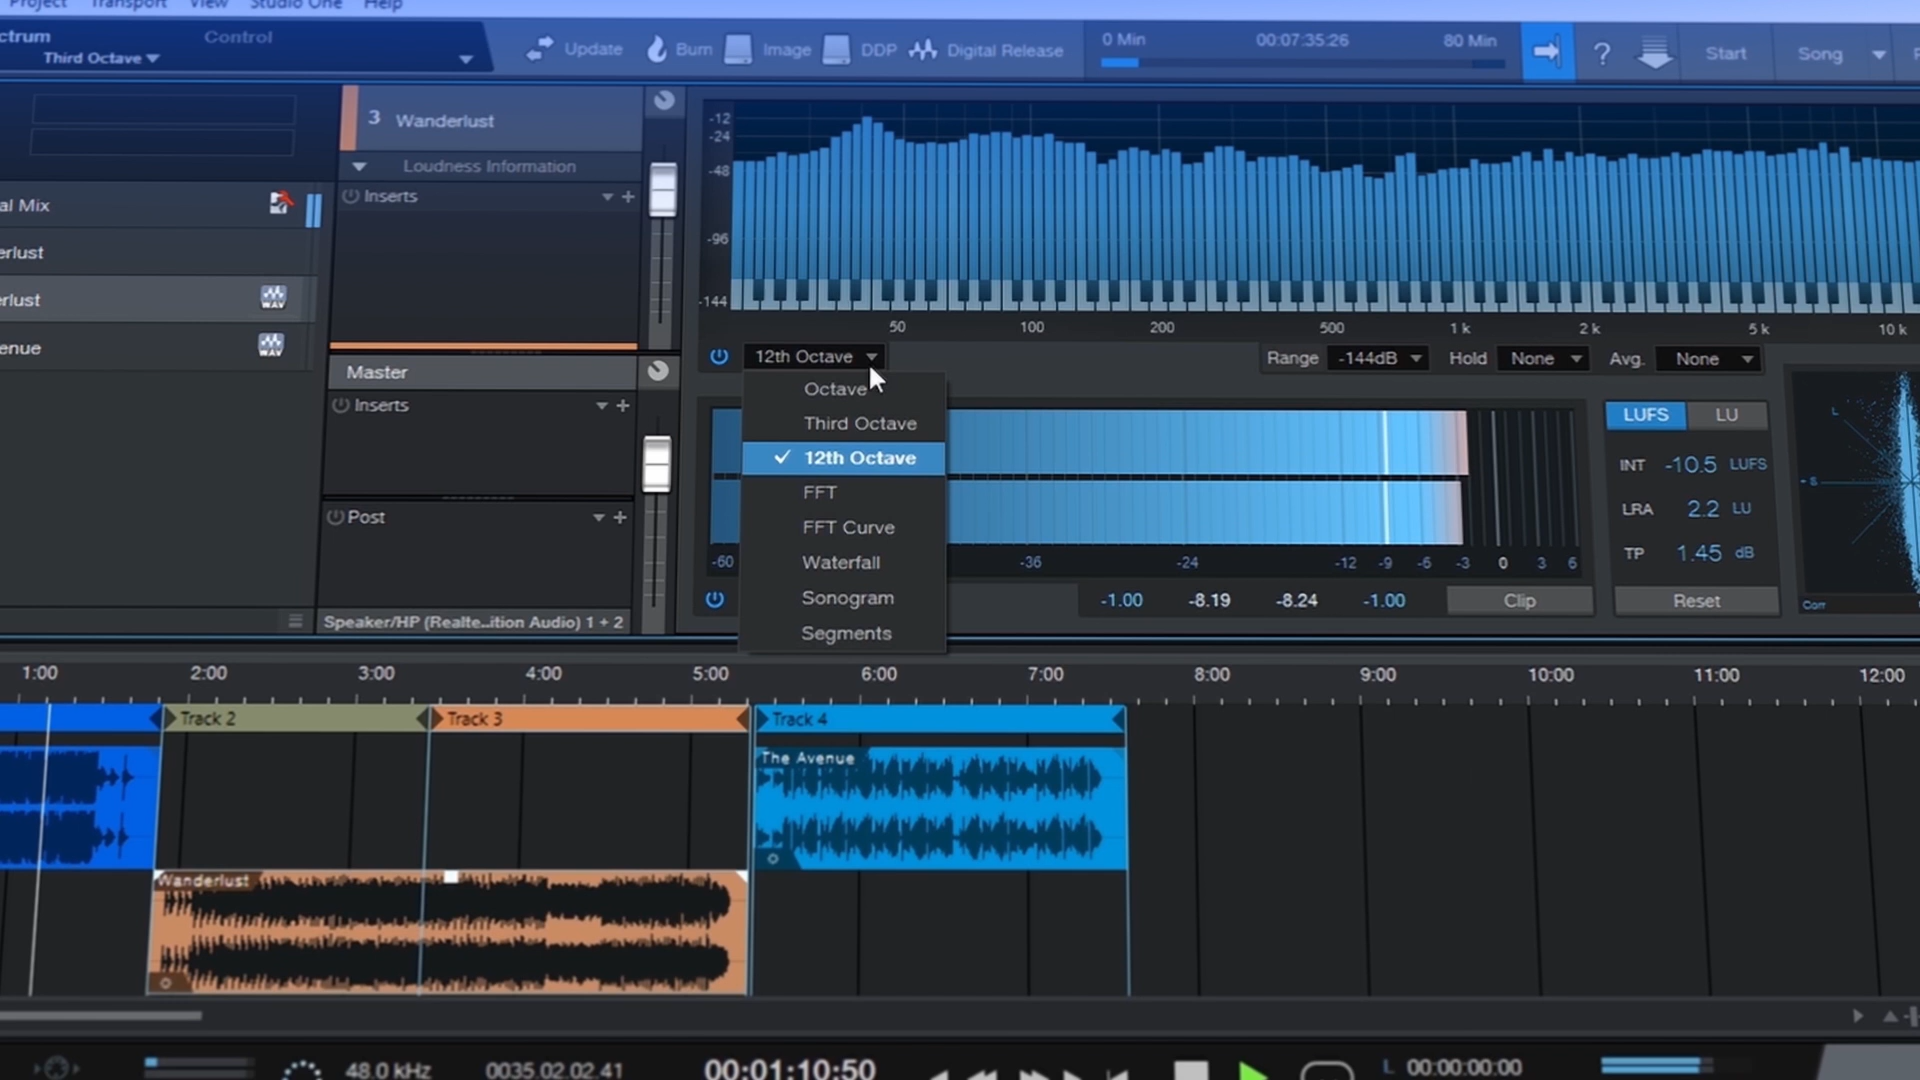 Project Transport View Studio One Help
ctrum Control
Third Octave
Update Burn Image DDP Digital Release
0 Min 00:07:35:26 80 Min
? Start Song
3 Wanderlust
Loudness Information
Inserts
al Mix
erlust
erlust WAV
enue WAV
Master
Inserts
Post
Speaker/HP (Realte..ition Audio) 1 + 2
-12
-24
-48
-96
-144
50 100 200 500 1 k 2 k 5 k 10 k
12th Octave Range -144dB Hold None Avg. None
Octave
Third Octave
12th Octave
FFT
FFT Curve
Waterfall
Sonogram
Segments
-60 -36 -24 -12 -9 -6 -3 0 3 6
-1.00 -8.19 -8.24 -1.00 Clip
LUFS LU
INT -10.5 LUFS
LRA 2.2 LU
TP 1.45 dB
Reset
L
+S
Corr
1:00 2:00 3:00 4:00 5:00 6:00 7:00 8:00 9:00 10:00 11:00 12:00
Track 2 Track 3 Track 4
The Avenue
Wanderlust
48.0 kHz 0035.02.02.41 00:01:10:50 L 00:00:00:00